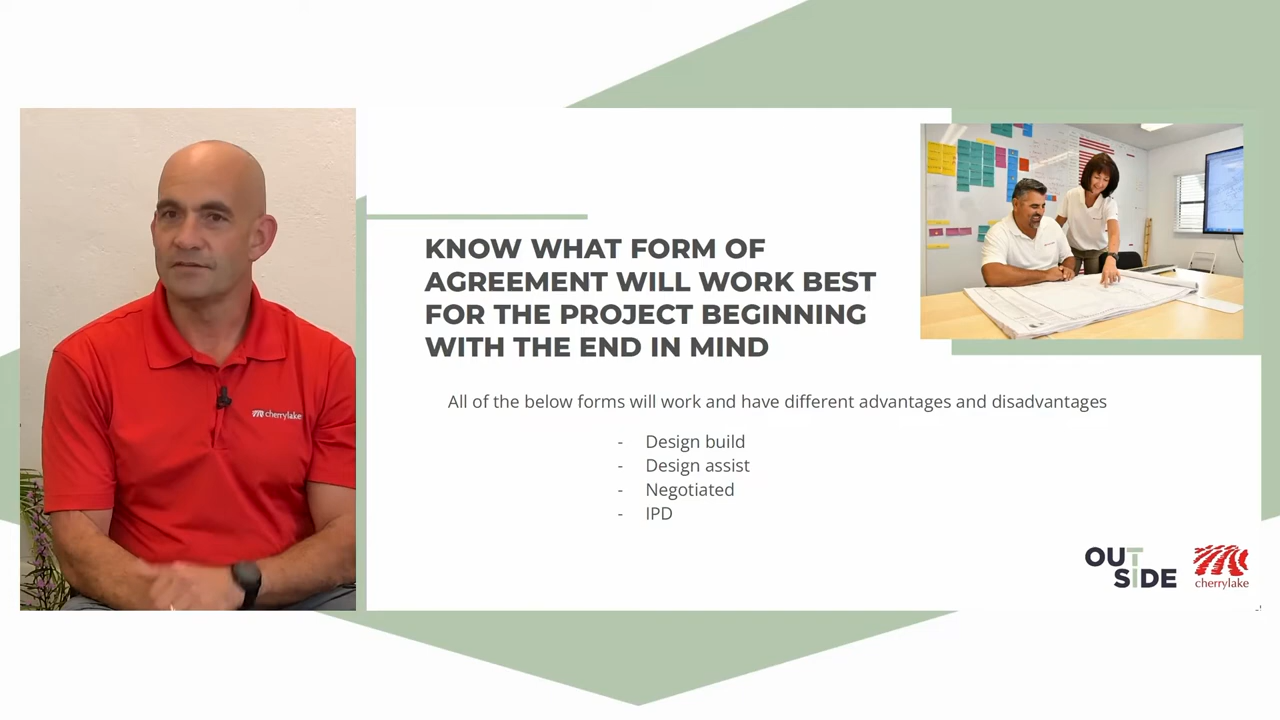 cherrylake
KNOW WHAT FORM OF
AGREEMENT WILL WORK BEST
FOR THE PROJECT BEGINNING
WITH THE END IN MIND
All of the below forms will work and have different advantages and disadvantages
- Design build
- Design assist
- Negotiated
- IPD
OUT
SIDE
cherrylake